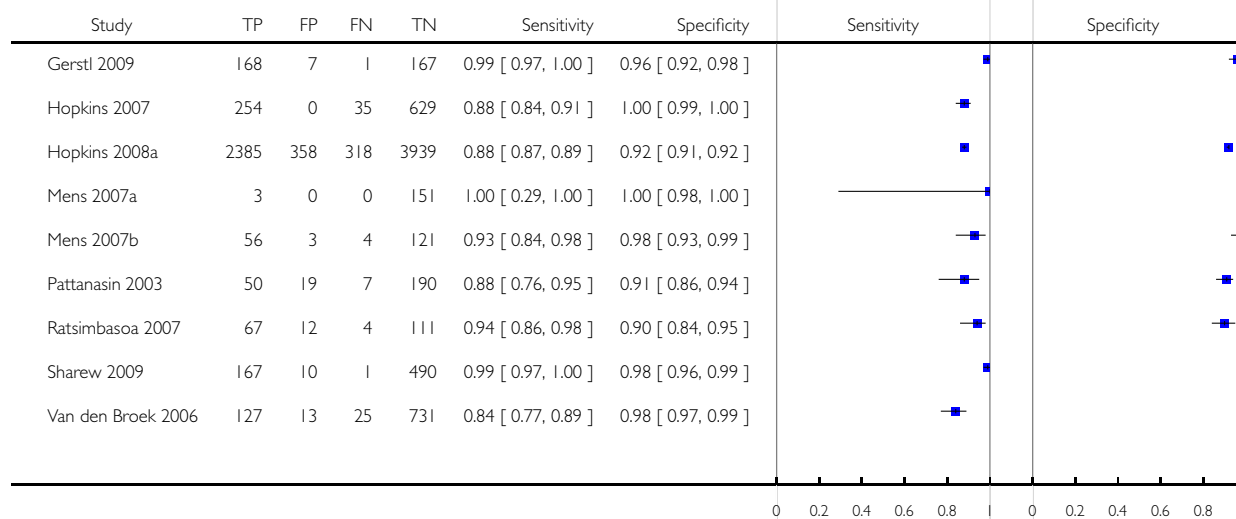 Study TP FP FN TN Sensitivity Specificity Sensitivity Specificity
Gerstl 2009 168 7 1 167 0.99 [ 0.97, 1.00 ] 0.96 [ 0.92, 0.98 ]
Hopkins 2007 254 0 35 629 0.88 [ 0.84, 0.91 ] 1.00 [ 0.99, 1.00 ]
Hopkins 2008a 2385 358 318 3939 0.88 [ 0.87, 0.89 ] 0.92 [ 0.91, 0.92 ]
Mens 2007a 3 0 0 151 1.00 [ 0.29, 1.00 ] 1.00 [ 0.98, 1.00 ]
Mens 2007b 56 3 4 121 0.93 [ 0.84, 0.98 ] 0.98 [ 0.93, 0.99 ]
Pattanasin 2003 50 19 7 190 0.88 [ 0.76, 0.95 ] 0.91 [ 0.86, 0.94 ]
Ratsimbasoa 2007 67 12 4 111 0.94 [ 0.86, 0.98 ] 0.90 [ 0.84, 0.95 ]
Sharew 2009 167 10 1 490 0.99 [ 0.97, 1.00 ] 0.98 [ 0.96, 0.99 ]
Van den Broek 2006 127 13 25 731 0.84 [ 0.77, 0.89 ] 0.98 [ 0.97, 0.99 ]
0 0.2 0.4 0.6 0.8 1 0 0.2 0.4 0.6 0.8